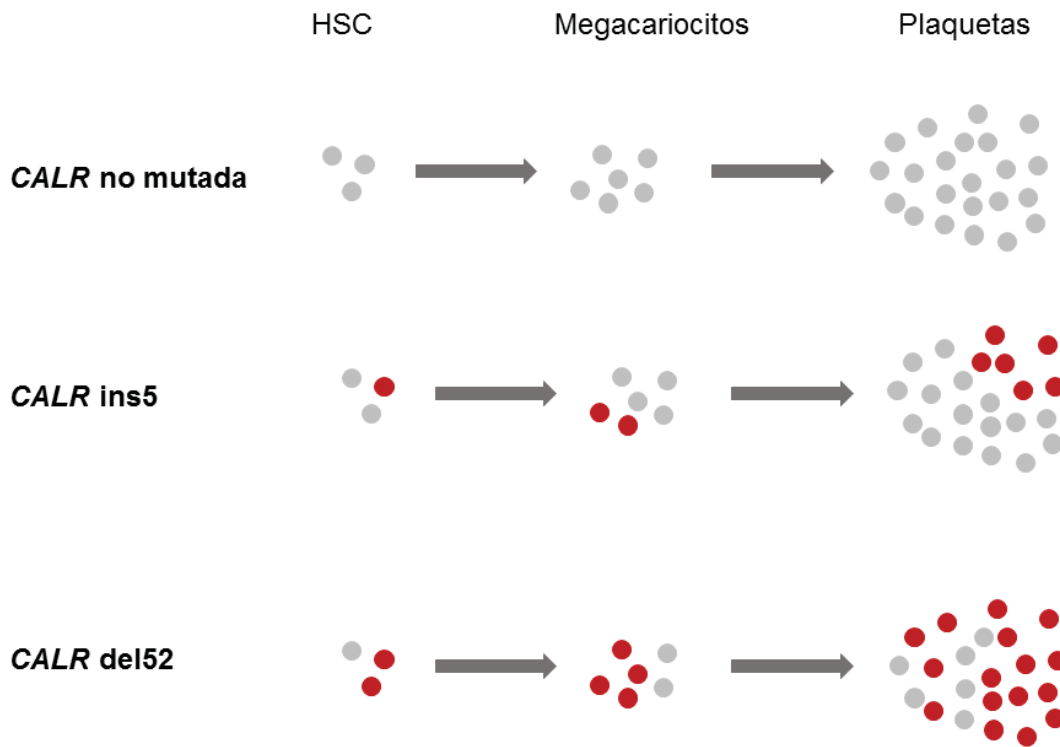 HSC
Megacariocitos
Plaquetas
CALR no mutada
CALR ins5
CALR del52